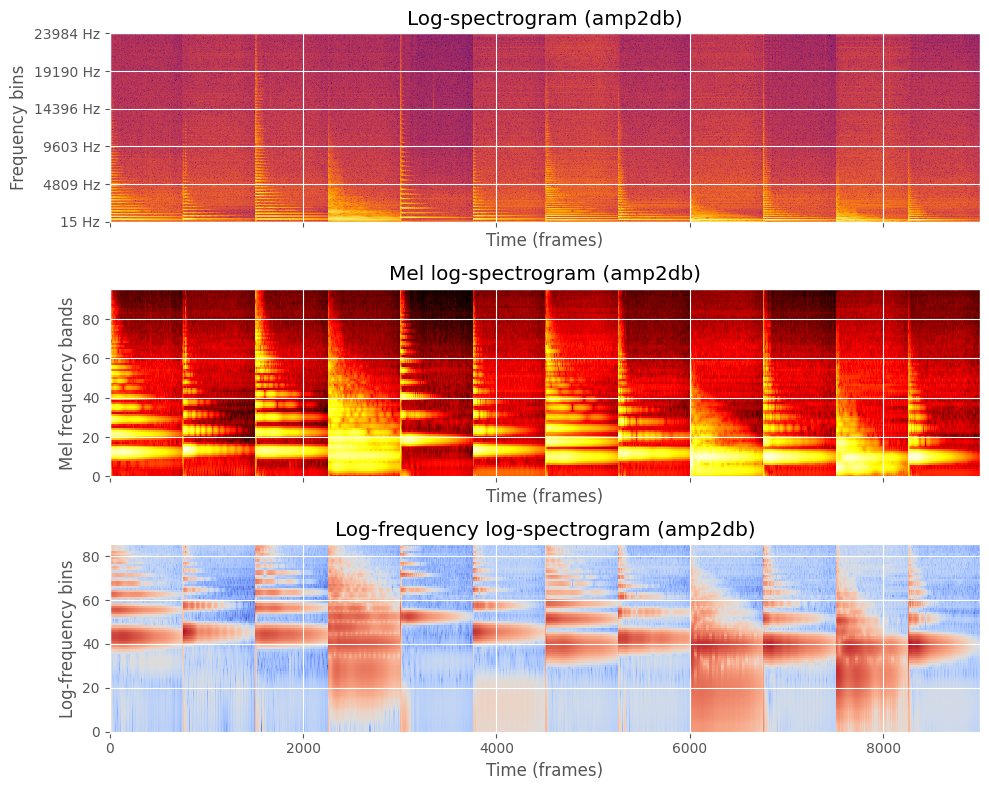 Log-spectrogram (amp2db)
23984 Hz
19190 Hz
14396 Hz
9603 Hz
4809 Hz
15 Hz
Frequency bins
Time (frames)
Mel log-spectrogram (amp2db)
80
60
40
20
0
Mel frequency bands
Time (frames)
Log-frequency log-spectrogram (amp2db)
80
60
40
20
0
Log-frequency bins
0 2000 4000 6000 8000
Time (frames)